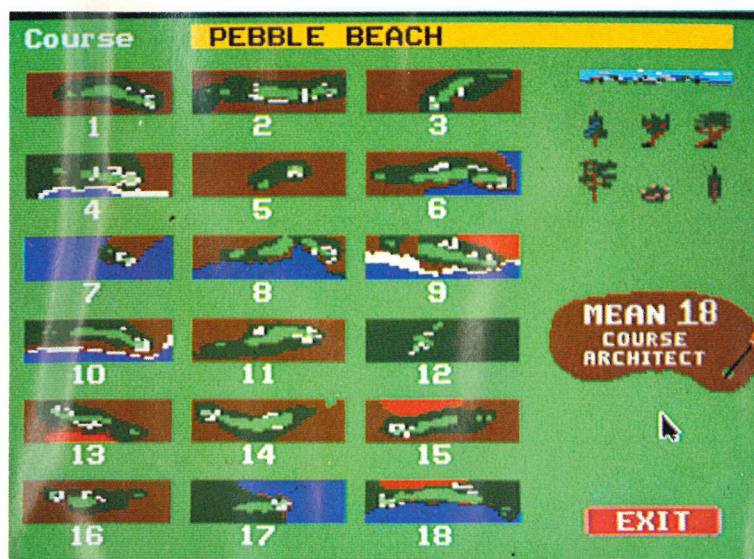 Course PEBBLE BEACH
1 2 3
4 5 6
7 8 9
10 11 12
13 14 15
16 17 18
MEAN 18
COURSE
ARCHITECT
EXIT